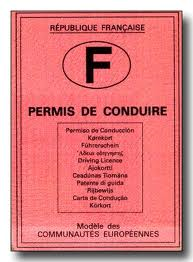 RÉPUBLIQUE FRANÇAISE
F
PERMIS DE CONDUIRE
Permiso de Conducción
Kørekort
Führerschein
Άδεια οδήγησης
Driving Licence
Ajokortti
Ceadúnas Tiomána
Patente di guida
Rijbewijs
Carta de Condução
Körkort
Modèle des
COMMUNAUTÉS EUROPÉENNES